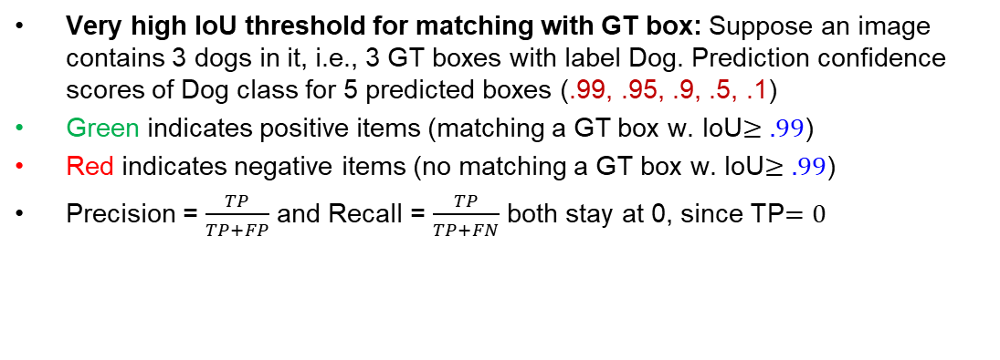 • Very high IoU threshold for matching with GT box: Suppose an image
contains 3 dogs in it, i.e., 3 GT boxes with label Dog. Prediction confidence
scores of Dog class for 5 predicted boxes (.99, .95, .9, .5, .1)
• Green indicates positive items (matching a GT box w. IoU≥ .99)
• Red indicates negative items (no matching a GT box w. IoU≥ .99)
• Precision = TP/TP+FP and Recall = TP/TP+FN both stay at 0, since TP= 0